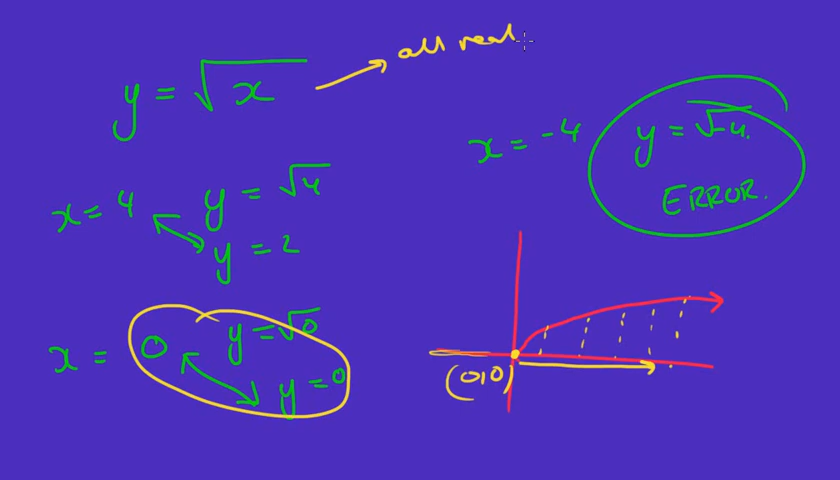 y = √x → all real
x = -4 y = √-4.
ERROR.
x = 4 y = √4
y = 2
x = 0 y = √0
y = 0
(0,0)